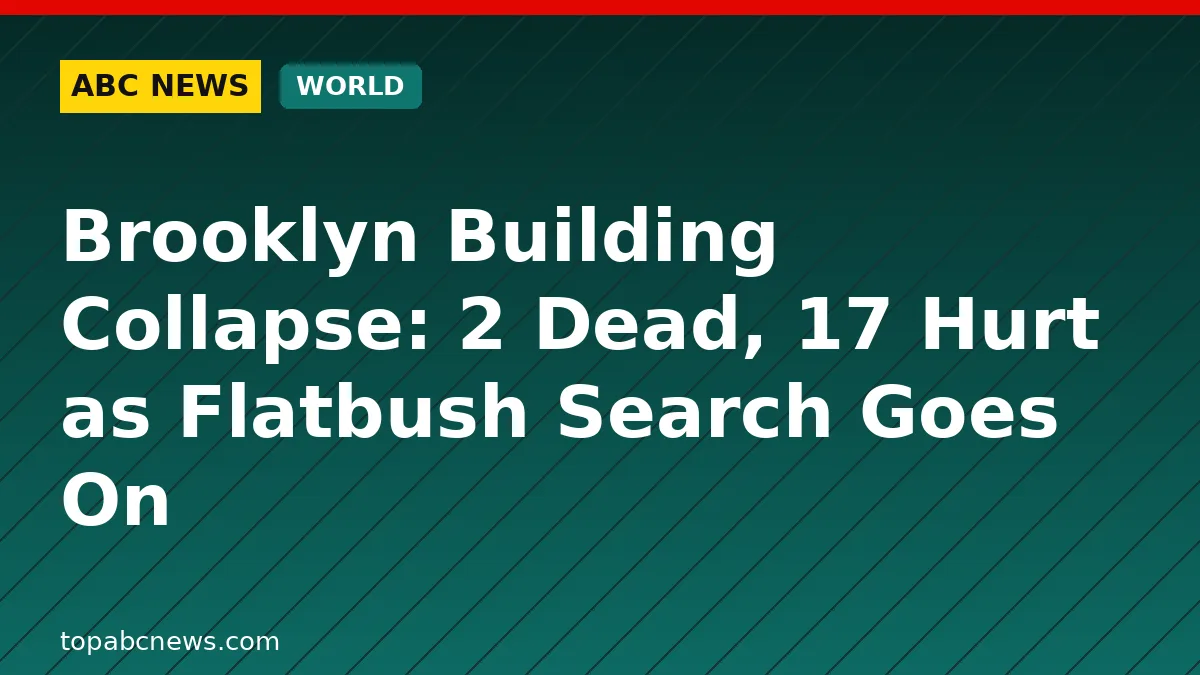 ABC NEWS
WORLD
Brooklyn Building
Collapse: 2 Dead, 17 Hurt
as Flatbush Search Goes
On
topabcnews.com